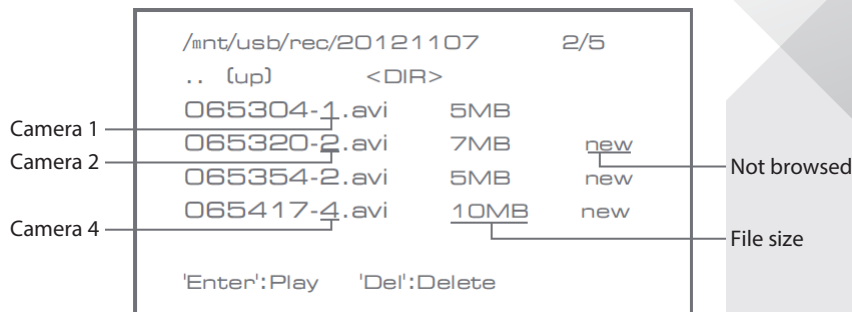 /mnt/usb/rec/20121107 2/5
.. (up) <DIR>
065304-1.avi 5MB
Camera 1
065320-2.avi 7MB new
Camera 2
Not browsed
065354-2.avi 5MB new
065417-4.avi 10MB new
Camera 4
File size
'Enter':Play 'Del':Delete